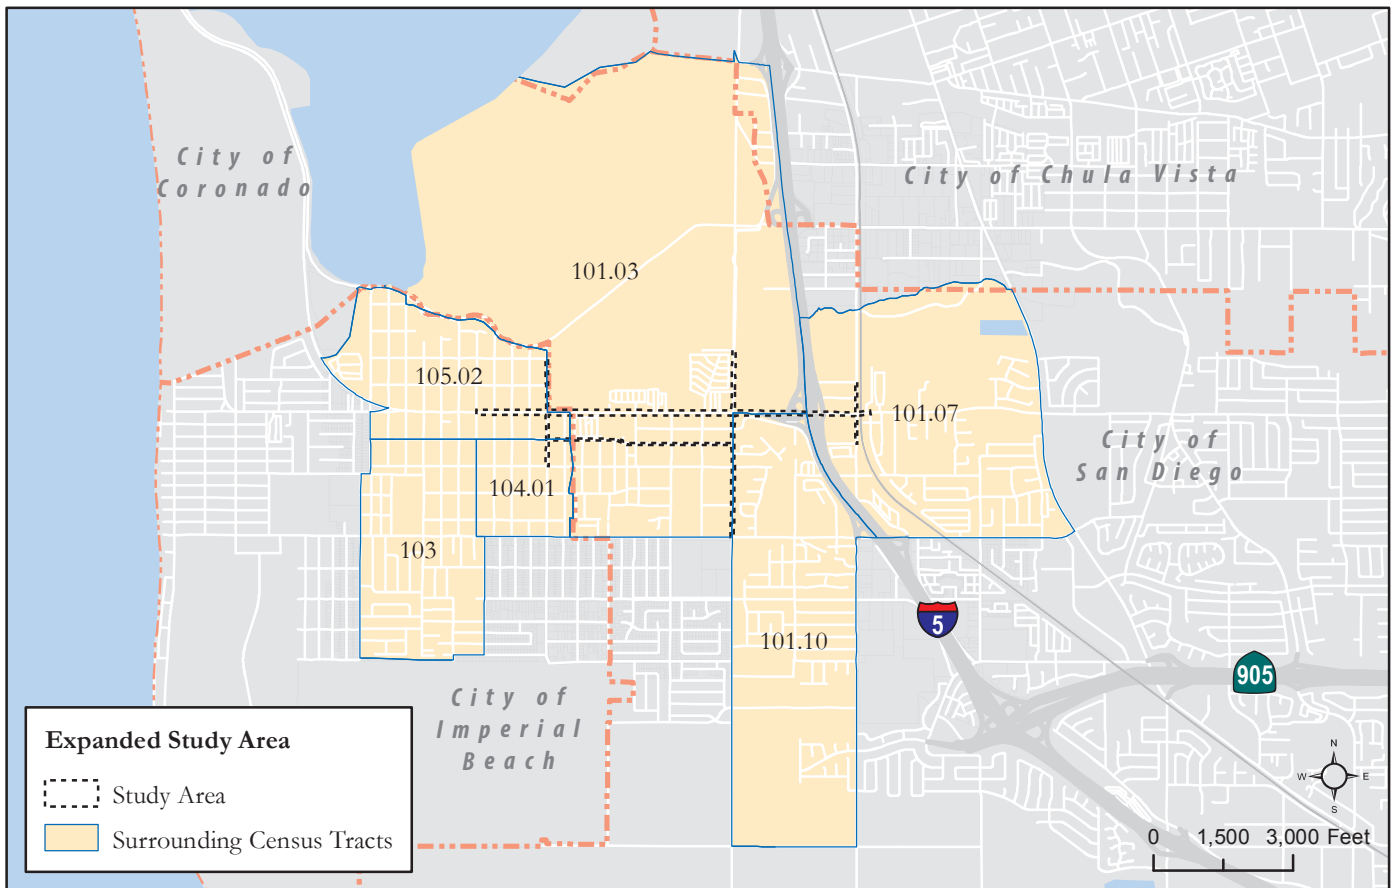 City of
Coronado
City of Chula Vista
101.03
105.02
101.07
City of
San Diego
104.01
103
5
101.10
905
City of
Imperial
Beach
Expanded Study Area
Study Area
Surrounding Census Tracts
N
W E
S
0 1,500 3,000 Feet